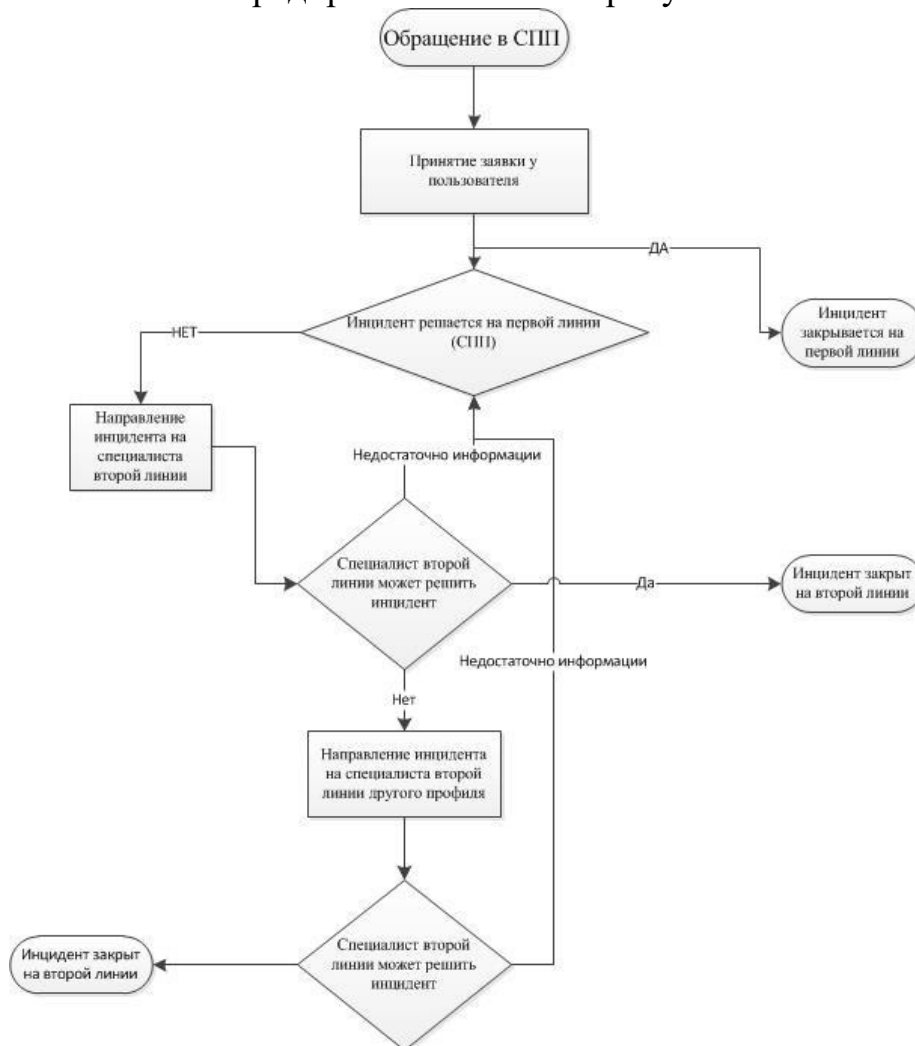 Обращение в СПП
Принятие заявки у
пользователя
ДА
Инцидент решается на первой линии
(СПП)
Инцидент
закрывается на
первой линии
НЕТ
Направление
инцидента на
специалиста
второй линии
Недостаточно информации
Специалист второй
линии может решить
инцидент
Да
Инцидент закрыт
на второй линии
Недостаточно информации
Нет
Направление инцидента
на специалиста второй
линии другого профиля
Специалист второй
линии может решить
инцидент
Инцидент закрыт
на второй линии